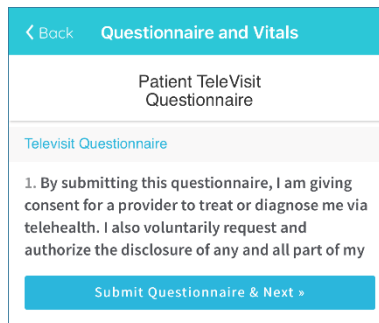 Back Questionnaire and Vitals
Patient TeleVisit
Questionnaire
Televisit Questionnaire
1. By submitting this questionnaire, I am giving
consent for a provider to treat or diagnose me via
telehealth. I also voluntarily request and
authorize the disclosure of any and all part of my
Submit Questionnaire & Next »